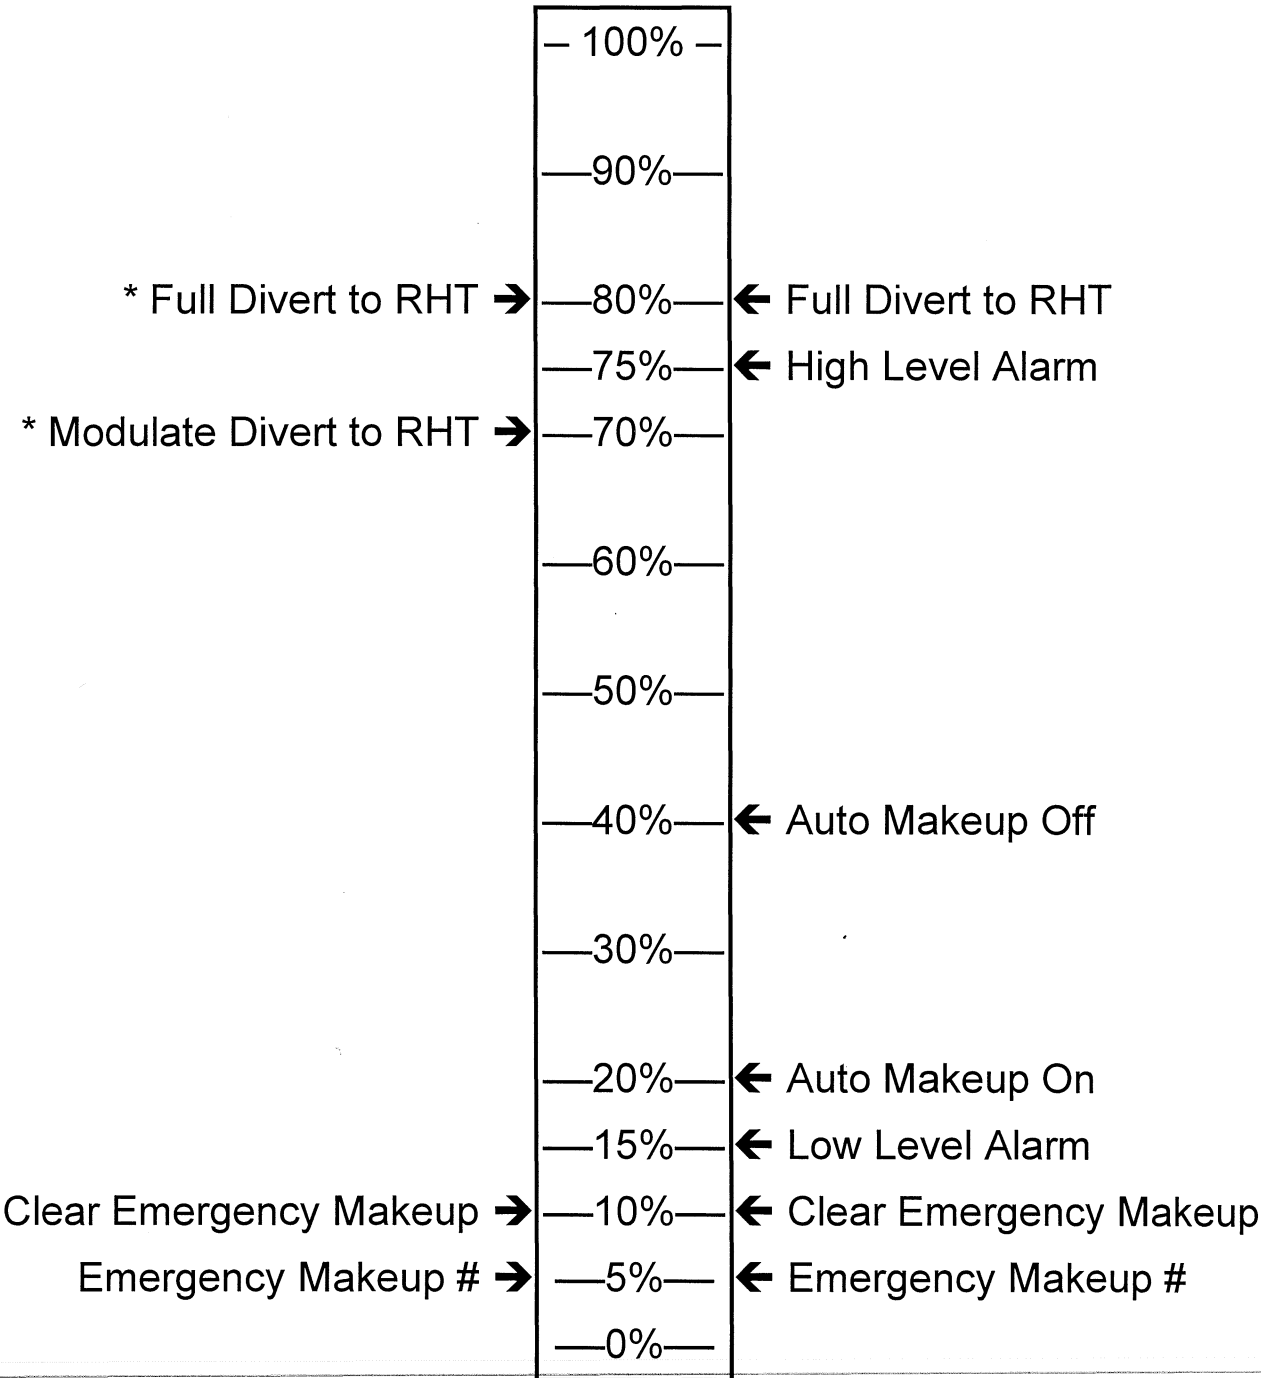 — 100% —
—90%—
* Full Divert to RHT → —80%— ← Full Divert to RHT
—75%— ← High Level Alarm
* Modulate Divert to RHT → —70%—
—60%—
—50%—
—40%— ← Auto Makeup Off
—30%—
—20%— ← Auto Makeup On
—15%— ← Low Level Alarm
Clear Emergency Makeup → —10%— ← Clear Emergency Makeup
Emergency Makeup # → —5%— ← Emergency Makeup #
—0%—